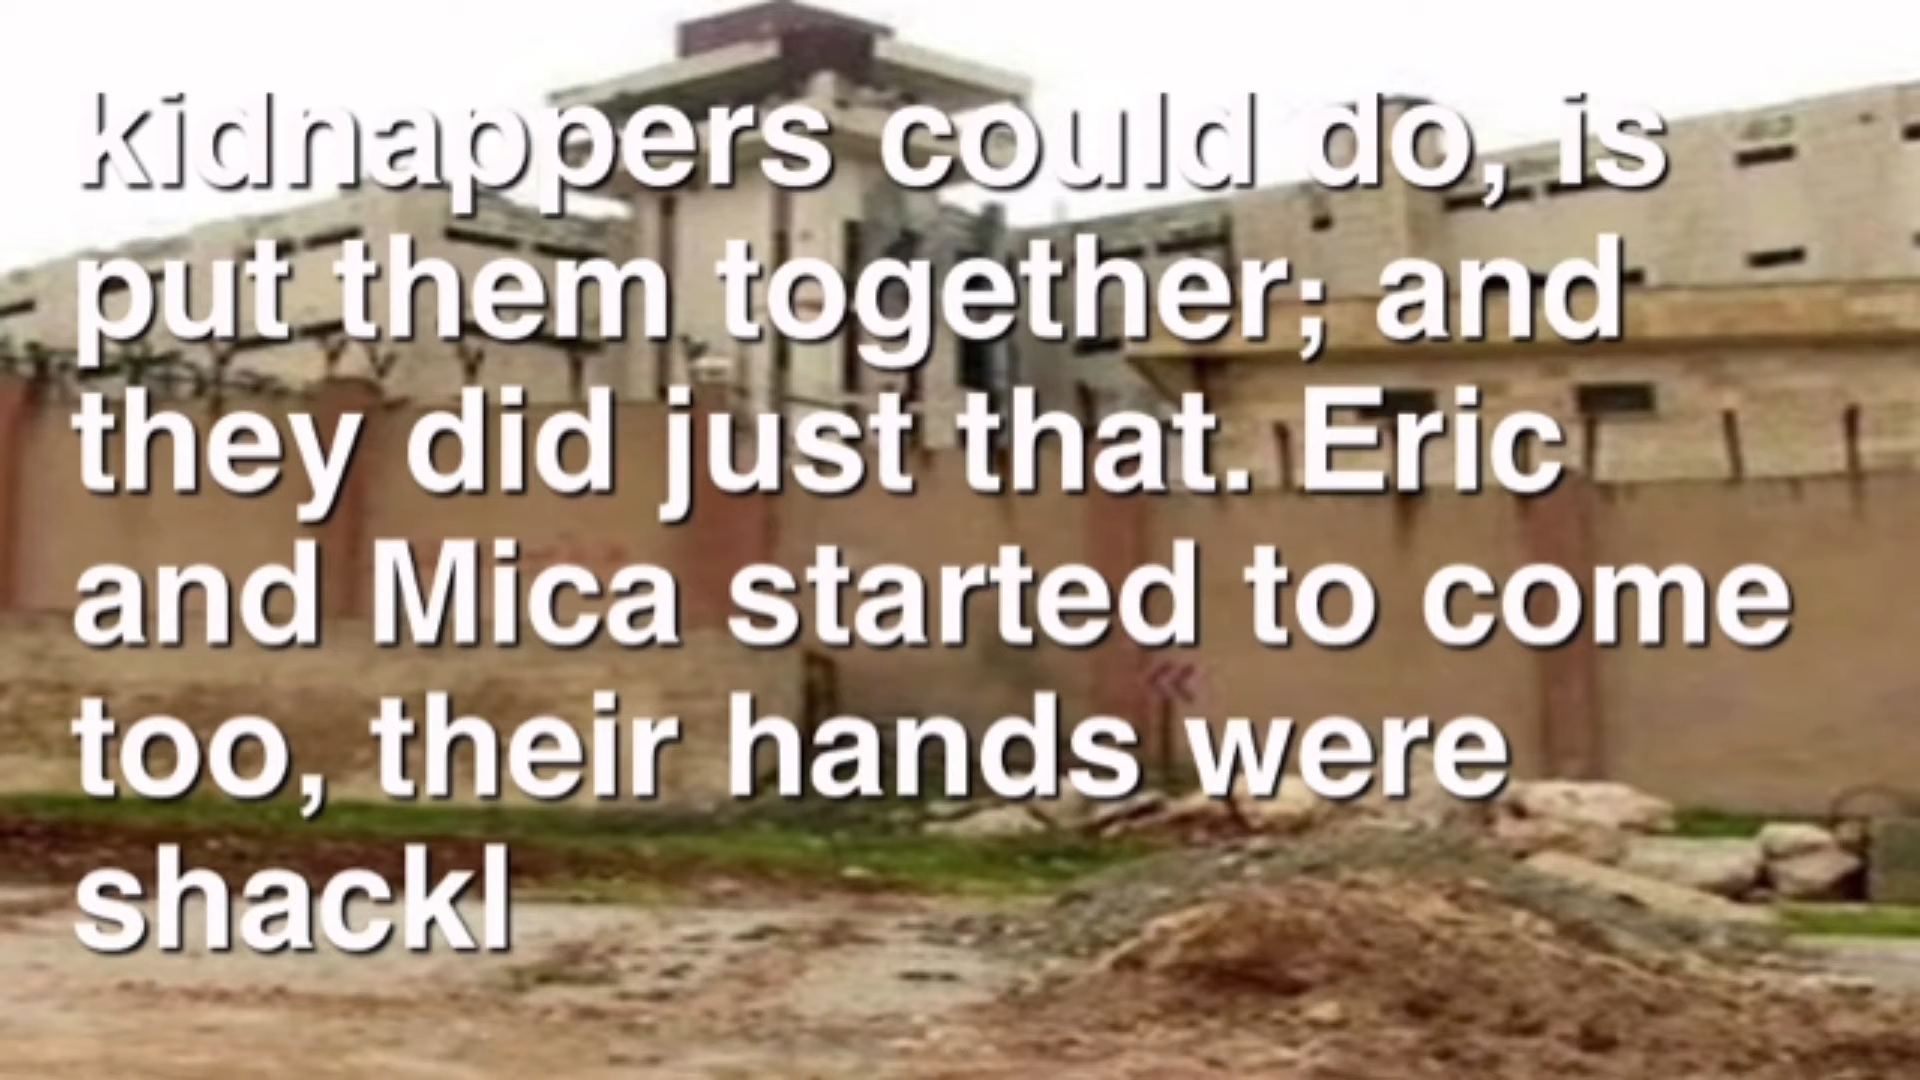 kidnappers could do, is
put them together; and
they did just that. Eric
and Mica started to come
too, their hands were
shackl